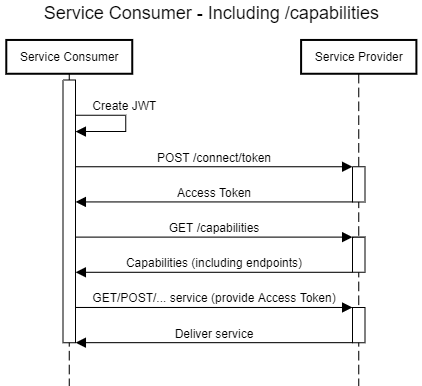 Service Consumer - Including /capabilities
Service Consumer
Service Provider
Create JWT
POST /connect/token
Access Token
GET /capabilities
Capabilities (including endpoints)
GET/POST/... service (provide Access Token)
Deliver service